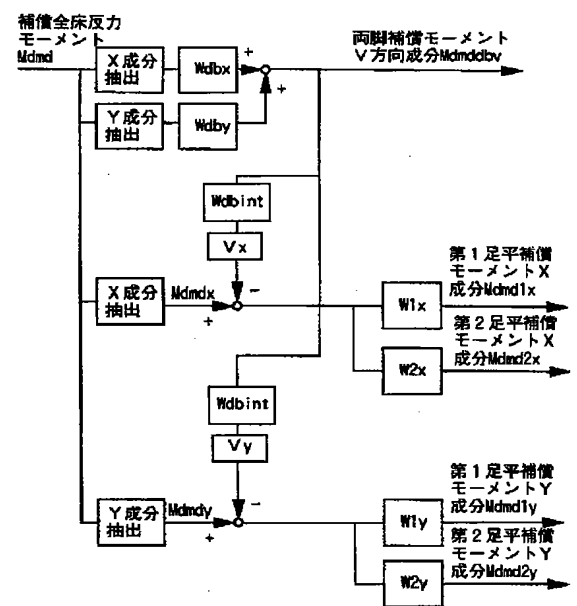 補償全床反力
モーメント
Mdmd
X成分
抽出
Wdbx
+
+
両脚補償モーメント
V方向成分Mdmddbv
Y成分
抽出
Wdby
Wdbint
Vx
X成分
抽出
Mdmdx
+
-
W1x
第1足平補償
モーメントX
成分Mdmd1x
W2x
第2足平補償
モーメントX
成分Mdmd2x
Wdbint
Vy
Y成分
抽出
Mdmdy
+
-
W1y
第1足平補償
モーメントY
成分Mdmd1y
W2y
第2足平補償
モーメントY
成分Mdmd2y